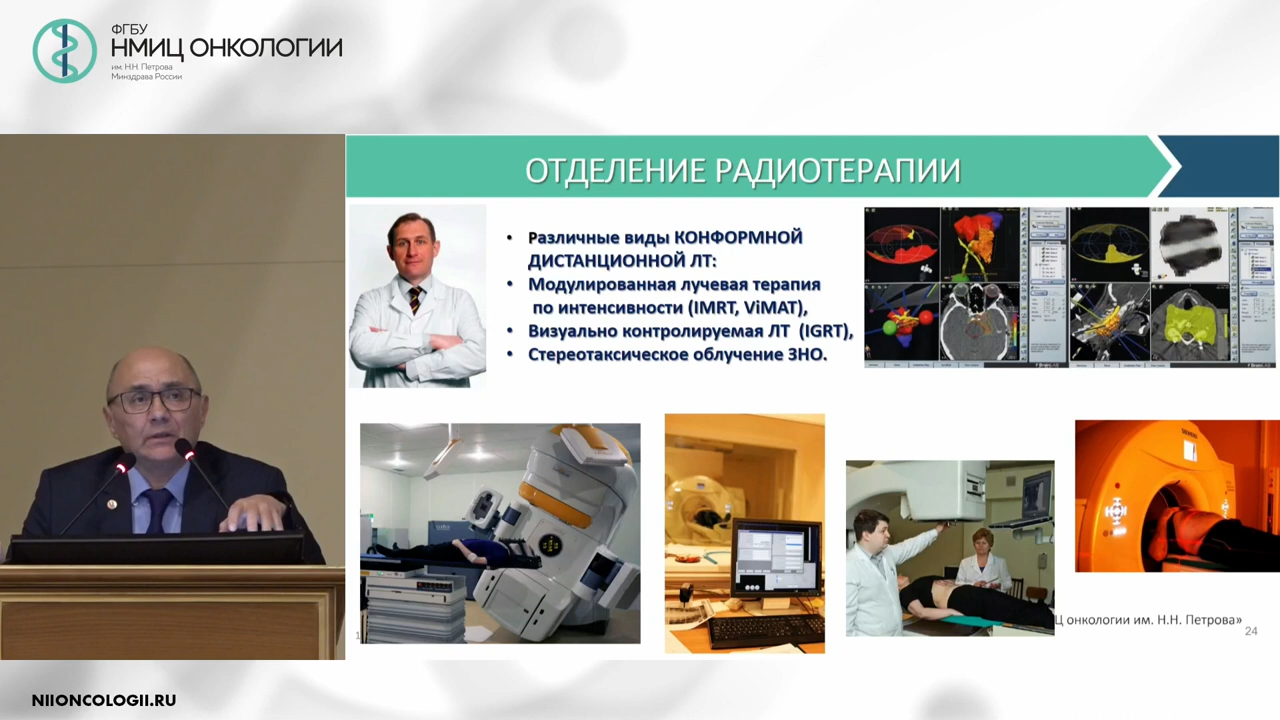 ФГБУ
НМИЦ ОНКОЛОГИИ
им. Н.Н. Петрова
Минздрава России
ОТДЕЛЕНИЕ РАДИОТЕРАПИИ
• Различные виды КОНФОРМНОЙ
ДИСТАНЦИОННОЙ ЛТ:
• Модулированная лучевая терапия
по интенсивности (IMRT, ViMAT),
• Визуально контролируемая ЛТ (IGRT),
• Стереотаксическое облучение ЗНО.
SIEMENS
Ц онкологии им. Н.Н. Петрова»
1
24
NIIONCOLOGII.RU